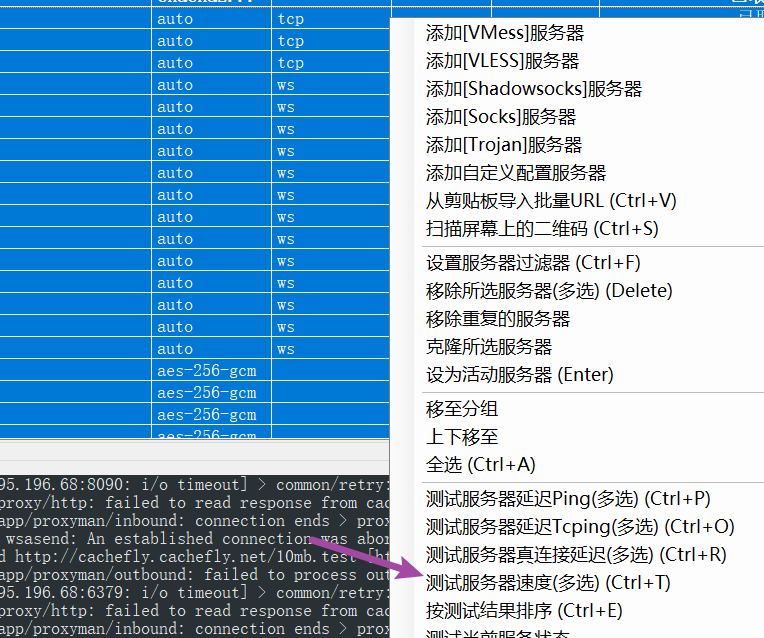 auto tcp
auto tcp
auto tcp
auto ws
auto ws
auto ws
auto ws
auto ws
auto ws
auto ws
auto ws
auto ws
auto ws
auto ws
auto ws
auto ws
aes-256-gcm
aes-256-gcm
aes-256-gcm
aes-256-gcm
添加[VMess]服务器
添加[VLESS]服务器
添加[Shadowsocks]服务器
添加[Socks]服务器
添加[Trojan]服务器
添加自定义配置服务器
从剪贴板导入批量URL (Ctrl+V)
扫描屏幕上的二维码 (Ctrl+S)
设置服务器过滤器 (Ctrl+F)
移除所选服务器(多选) (Delete)
移除重复的服务器
克隆所选服务器
设为活动服务器 (Enter)
移至分组
上下移至
全选 (Ctrl+A)
测试服务器延迟Ping(多选) (Ctrl+P)
测试服务器延迟Tcping(多选) (Ctrl+O)
测试服务器真连接延迟(多选) (Ctrl+R)
测试服务器速度(多选) (Ctrl+T)
按测试结果排序 (Ctrl+E)
测试当前服务状态
95.196.68:8090: i/o timeout] > common/retry:
proxy/http: failed to read response from cac
app/proxyman/inbound: connection ends > prox
wsasend: An established connection was abor
d http://cachefly.cachefly.net/10mb.test [ht
app/proxyman/outbound: failed to process out
95.196.68:6379: i/o timeout] > common/retry:
proxy/http: failed to read response from cac
app/proxyman/inbound: connection ends > prox